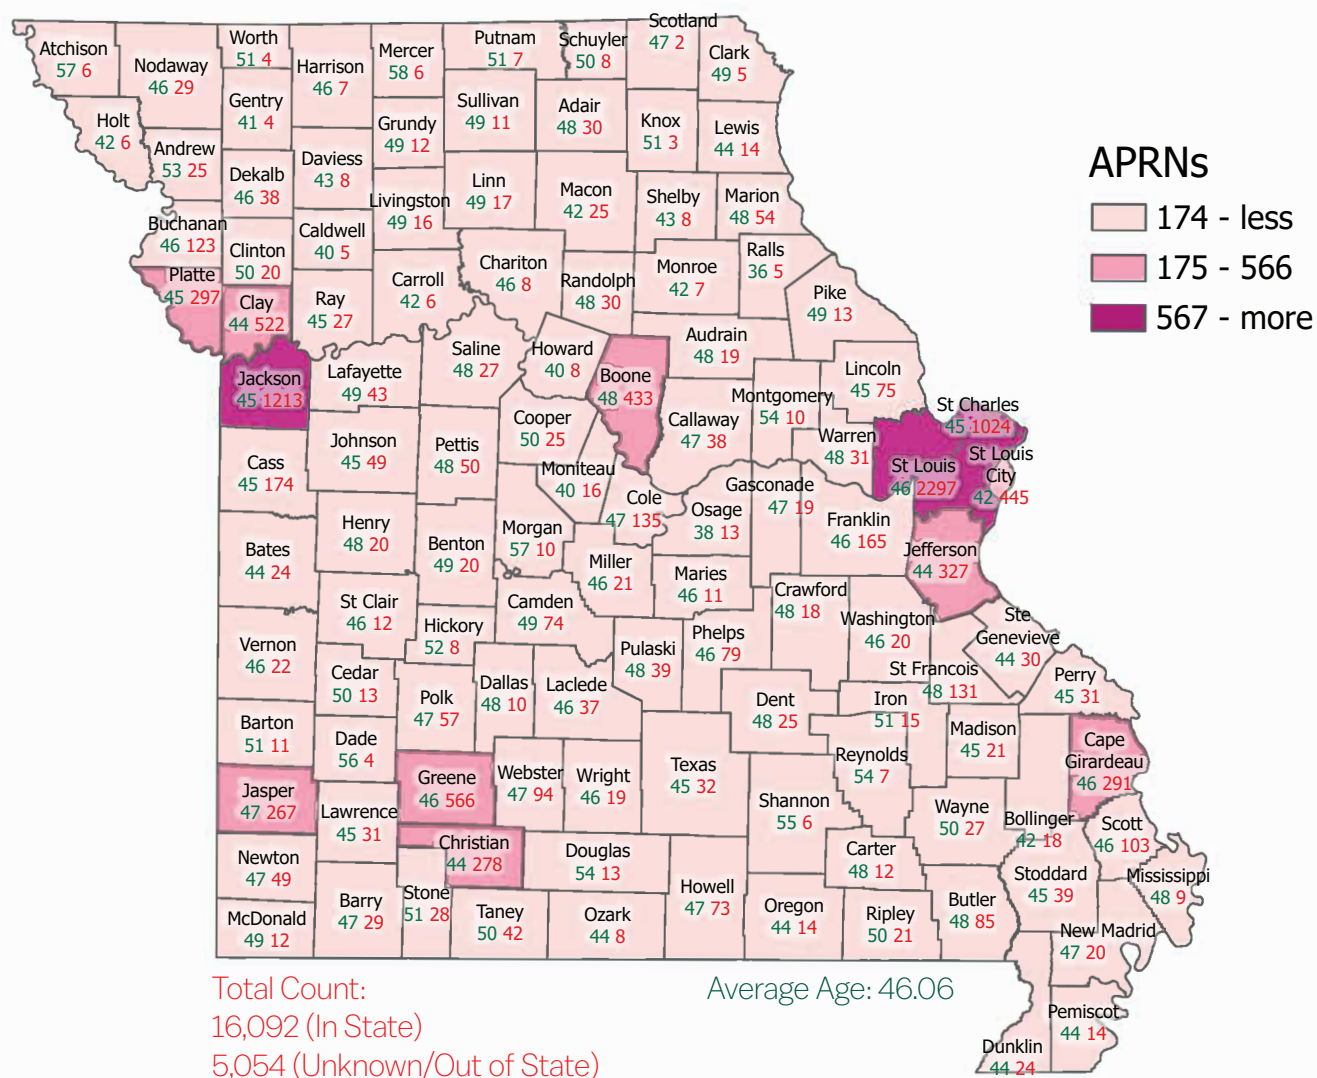 Scotland
47 2
Atchison
57 6
Nodaway
46 29
Worth
51 4
Harrison
46 7
Mercer
58 6
Putnam
51 7
Schuyler
50 8
Clark
49 5
Holt
42 6
Gentry
41 4
Grundy
49 12
Sullivan
49 11
Adair
48 30
Knox
51 3
Lewis
44 14
Andrew
53 25
Dekalb
46 38
Daviess
43 8
Livingston
49 16
Linn
49 17
Macon
42 25
Shelby
43 8
Marion
48 54
Buchanan
46 123
Clinton
50 20
Caldwell
40 5
Carroll
42 6
Chariton
46 8
Randolph
48 30
Monroe
42 7
Ralls
36 5
Platte
45 297
Clay
44 522
Ray
45 27
Pike
49 13
Jackson
45 1213
Lafayette
49 43
Saline
48 27
Howard
40 8
Boone
48 433
Audrain
48 19
Lincoln
45 75
Montgomery
54 10
Callaway
47 38
Warren
48 31
St Charles
45 1024
St Louis
46 2297
St Louis
City
42 445
Cass
45 174
Johnson
45 49
Pettis
48 50
Cooper
50 25
Moniteau
40 16
Cole
47 135
Osage
38 13
Gasconade
47 19
Franklin
46 165
Jefferson
44 327
Bates
44 24
Henry
48 20
Benton
49 20
Morgan
57 10
Miller
46 21
Maries
46 11
Crawford
48 18
Washington
46 20
Ste
Genevieve
44 30
St Clair
46 12
Hickory
52 8
Camden
49 74
Pulaski
48 39
Phelps
46 79
St Francois
48 131
Perry
45 31
Vernon
46 22
Cedar
50 13
Polk
47 57
Dallas
48 10
Laclede
46 37
Dent
48 25
Iron
51 15
Madison
45 21
Barton
51 11
Dade
56 4
Greene
46 566
Webster
47 94
Wright
46 19
Texas
45 32
Reynolds
54 7
Cape
Girardeau
46 291
Jasper
47 267
Lawrence
45 31
Christian
44 278
Douglas
54 13
Shannon
55 6
Wayne
50 27
Bollinger
42 18
Scott
46 103
Newton
47 49
Barry
47 29
Stone
51 28
Taney
50 42
Ozark
44 8
Howell
47 73
Carter
48 12
Stoddard
45 39
Mississippi
48 9
McDonald
49 12
Oregon
44 14
Ripley
50 21
Butler
48 85
New Madrid
47 20
Pemiscot
44 14
Dunklin
44 24
APRNs
174 - less
175 - 566
567 - more
Total Count:
16,092 (In State)
5,054 (Unknown/Out of State)
Average Age: 46.06